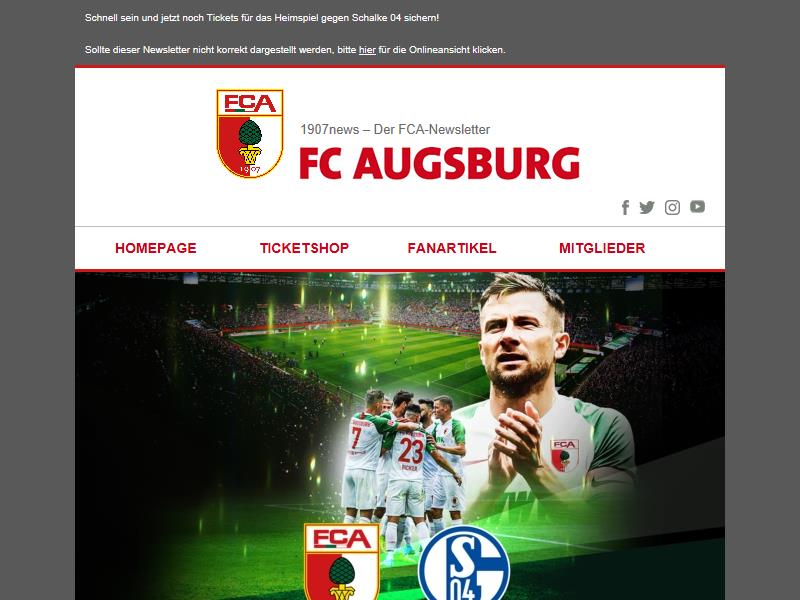 Schnell sein und jetzt noch Tickets für das Heimspiel gegen Schalke 04 sichern!
Sollte dieser Newsletter nicht korrekt dargestellt werden, bitte hier für die Onlineansicht klicken.
FCA
1907
1907news – Der FCA-Newsletter
FC AUGSBURG
HOMEPAGE TICKETSHOP FANARTIKEL MITGLIEDER
7
23
FCA
FCA
S
04